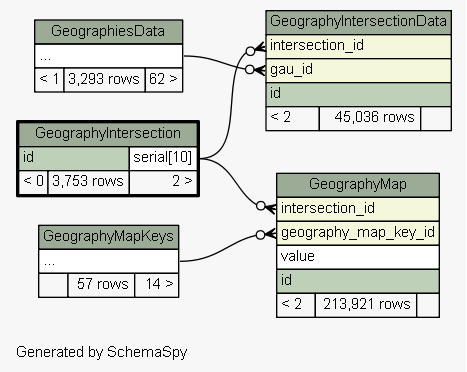 GeographiesData
...
< 1 3,293 rows 62 >
GeographyIntersectionData
intersection_id
gau_id
id
< 2 45,036 rows
GeographyIntersection
id serial[10]
< 0 3,753 rows 2 >
GeographyMap
intersection_id
geography_map_key_id
value
id
< 2 213,921 rows
GeographyMapKeys
...
57 rows 14 >
Generated by SchemaSpy